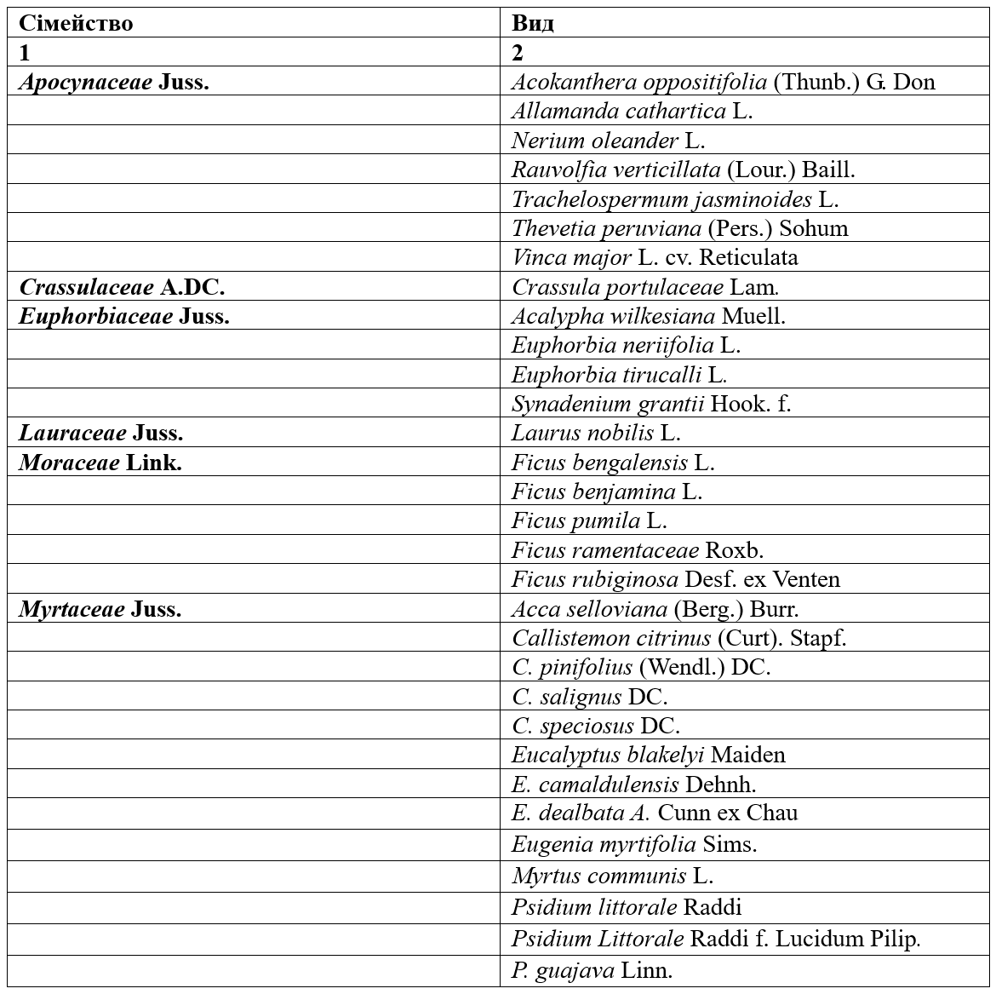 Сімейство Вид
1 2
Apocynaceae Juss. Acokanthera oppositifolia (Thunb.) G. Don
Allamanda cathartica L.
Nerium oleander L.
Rauvolfia verticillata (Lour.) Baill.
Trachelospermum jasminoides L.
Thevetia peruviana (Pers.) Sohum
Vinca major L. cv. Reticulata
Crassulaceae A.DC. Crassula portulaceae Lam.
Euphorbiaceae Juss. Acalypha wilkesiana Muell.
Euphorbia neriifolia L.
Euphorbia tirucalli L.
Synadenium grantii Hook. f.
Lauraceae Juss. Laurus nobilis L.
Moraceae Link. Ficus bengalensis L.
Ficus benjamina L.
Ficus pumila L.
Ficus ramentaceae Roxb.
Ficus rubiginosa Desf. ex Venten
Myrtaceae Juss. Acca selloviana (Berg.) Burr.
Callistemon citrinus (Curt). Stapf.
C. pinifolius (Wendl.) DC.
C. salignus DC.
C. speciosus DC.
Eucalyptus blakelyi Maiden
E. camaldulensis Dehnh.
E. dealbata A. Cunn ex Chau
Eugenia myrtifolia Sims.
Myrtus communis L.
Psidium littorale Raddi
Psidium Littorale Raddi f. Lucidum Pilip.
P. guajava Linn.